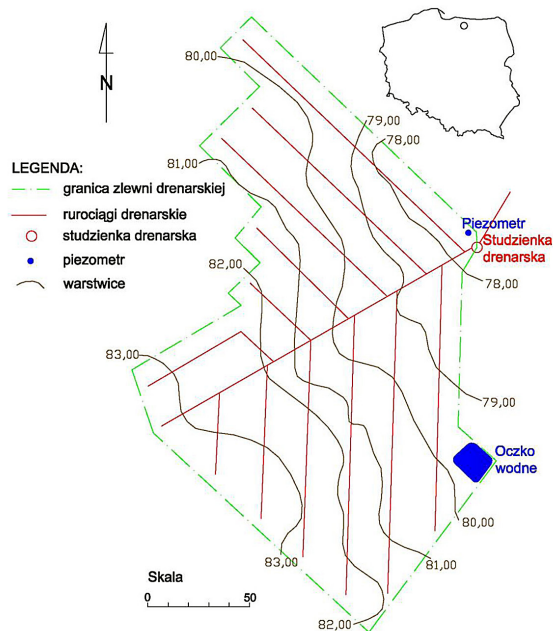 80,00
79,00
78,00
N
81,00
LEGENDA:
granica zlewni drenarskiej
rurociągi drenarskie
studzienka drenarska
piezometr
warstwice
Piezometr
Studzienka
drenarska
82,00
78,00
83,00
79,00
Oczko
wodne
80,00
81,00
83,00
Skala
0 50
82,00